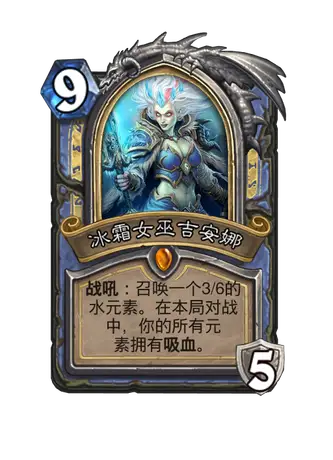 9
冰霜女巫吉安娜
战吼：召唤一个3/6的
水元素。在本局对战
中，你的所有元
素拥有吸血。
5